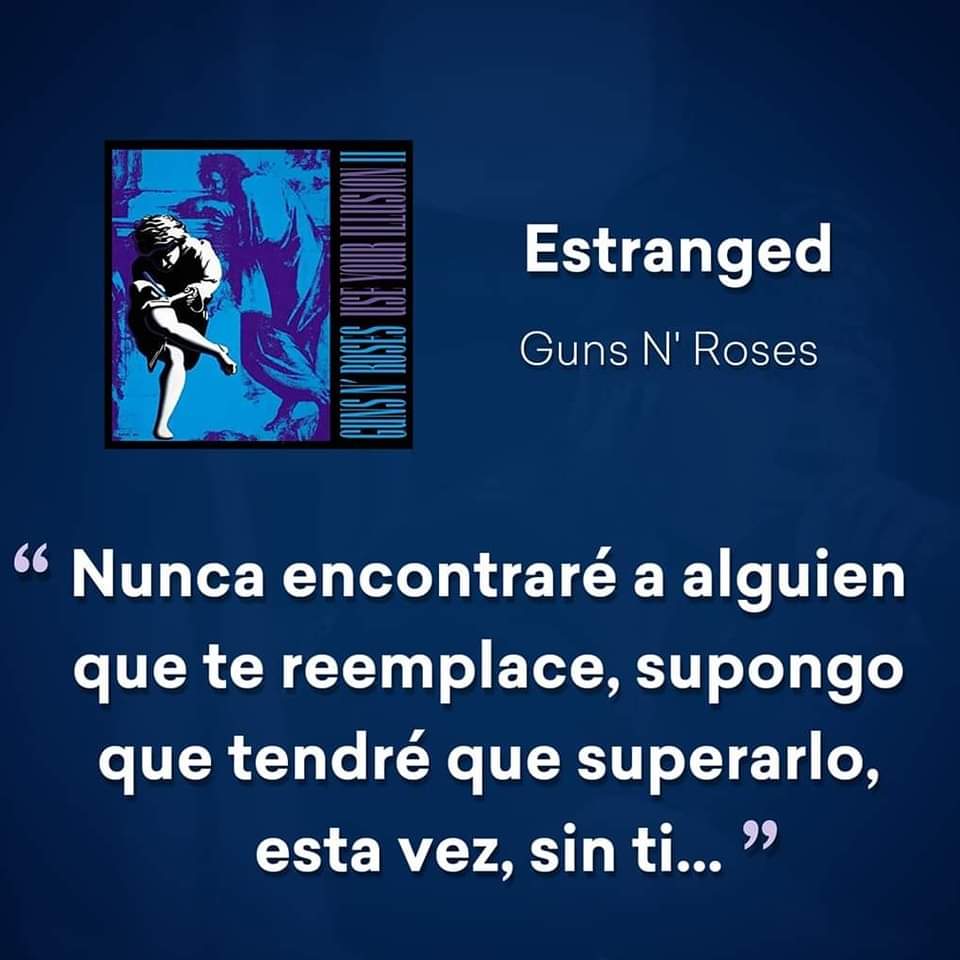 GUNS N' ROSES USE YOUR ILLUSION II
Estranged
Guns N' Roses
“ Nunca encontraré a alguien
que te reemplace, supongo
que tendré que superarlo,
esta vez, sin ti... ”